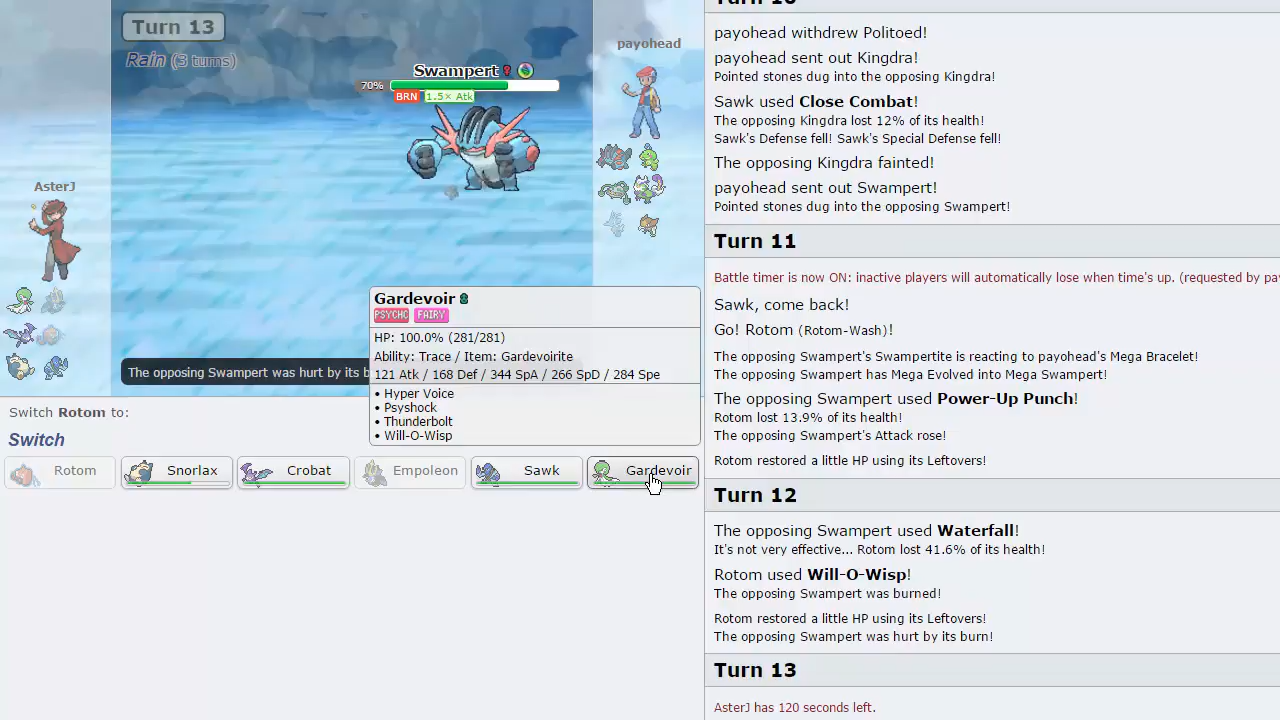 Turn 13
Rain (3 turns)
payohead
Swampert
70%
BRN 1.5× Atk
AsterJ
Gardevoir
PSYCHC FAIRY
HP: 100.0% (281/281)
Ability: Trace / Item: Gardevoirite
121 Atk / 168 Def / 344 SpA / 266 SpD / 284 Spe
• Hyper Voice
• Psyshock
• Thunderbolt
• Will-O-Wisp
The opposing Swampert was hurt by its b
Switch Rotom to:
Switch
Rotom
Snorlax
Crobat
Empoleon
Sawk
Gardevoir
payohead withdrew Politoed!
payohead sent out Kingdra!
Pointed stones dug into the opposing Kingdra!
Sawk used Close Combat!
The opposing Kingdra lost 12% of its health!
Sawk's Defense fell! Sawk's Special Defense fell!
The opposing Kingdra fainted!
payohead sent out Swampert!
Pointed stones dug into the opposing Swampert!
Turn 11
Battle timer is now ON: inactive players will automatically lose when time's up. (requested by pa
Sawk, come back!
Go! Rotom (Rotom-Wash)!
The opposing Swampert's Swampertite is reacting to payohead's Mega Bracelet!
The opposing Swampert has Mega Evolved into Mega Swampert!
The opposing Swampert used Power-Up Punch!
Rotom lost 13.9% of its health!
The opposing Swampert's Attack rose!
Rotom restored a little HP using its Leftovers!
Turn 12
The opposing Swampert used Waterfall!
It's not very effective... Rotom lost 41.6% of its health!
Rotom used Will-O-Wisp!
The opposing Swampert was burned!
Rotom restored a little HP using its Leftovers!
The opposing Swampert was hurt by its burn!
Turn 13
AsterJ has 120 seconds left.